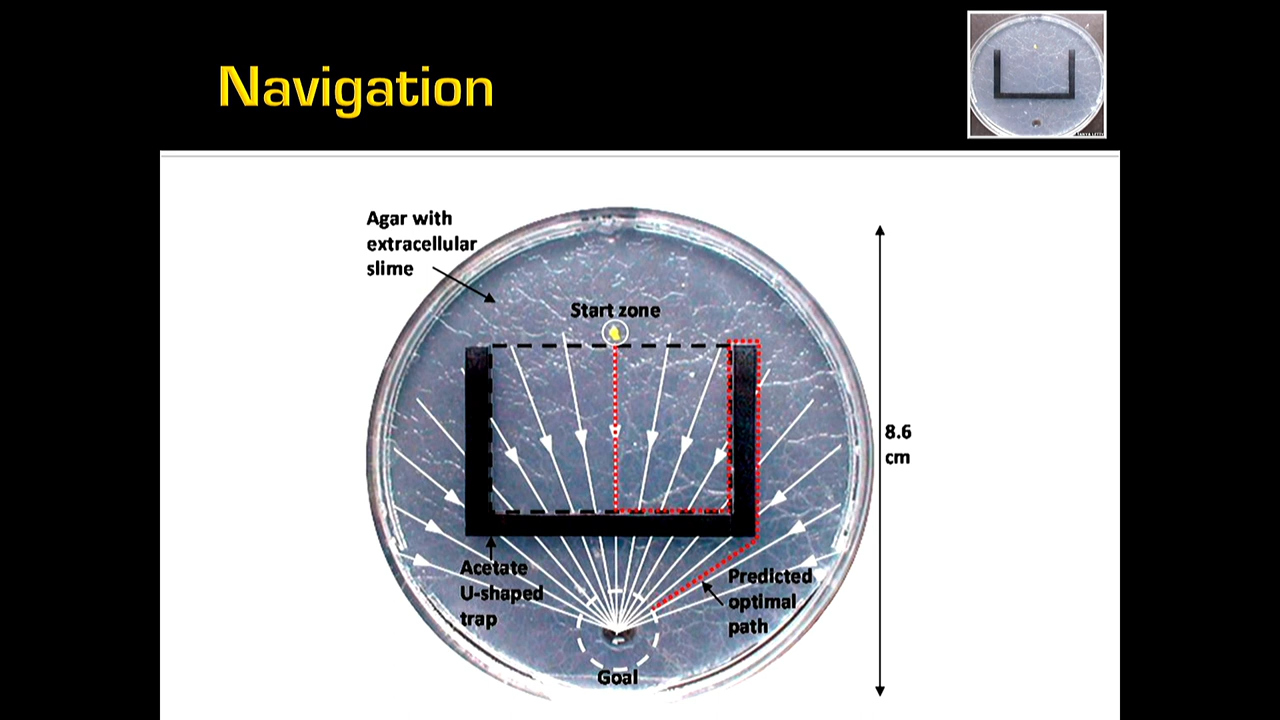 Navigation
Agar with
extracellular
slime
Start zone
8.6
cm
Acetate
U-shaped
trap
Predicted
optimal
path
Goal